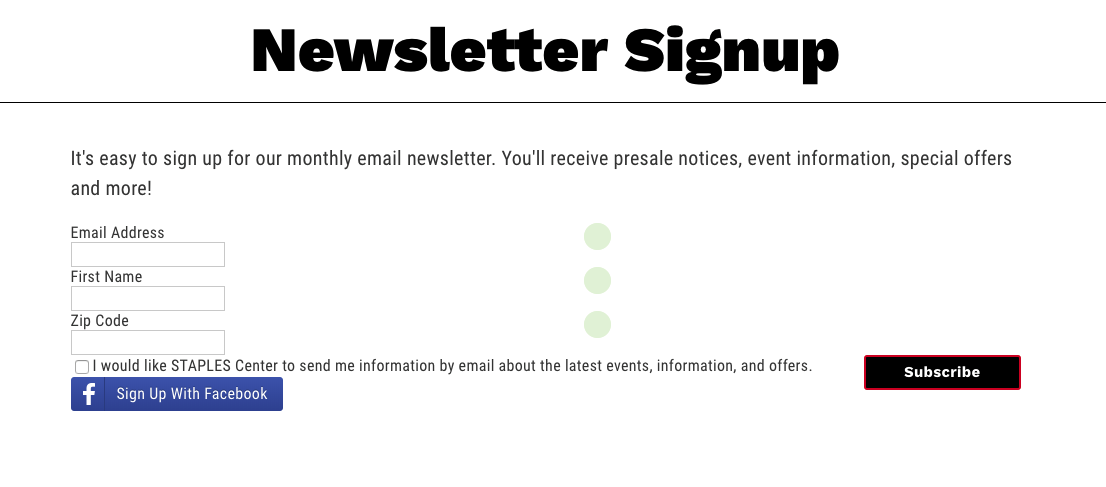 Newsletter Signup
It's easy to sign up for our monthly email newsletter. You'll receive presale notices, event information, special offers
and more!
Email Address
First Name
Zip Code
I would like STAPLES Center to send me information by email about the latest events, information, and offers.
Subscribe
f Sign Up With Facebook